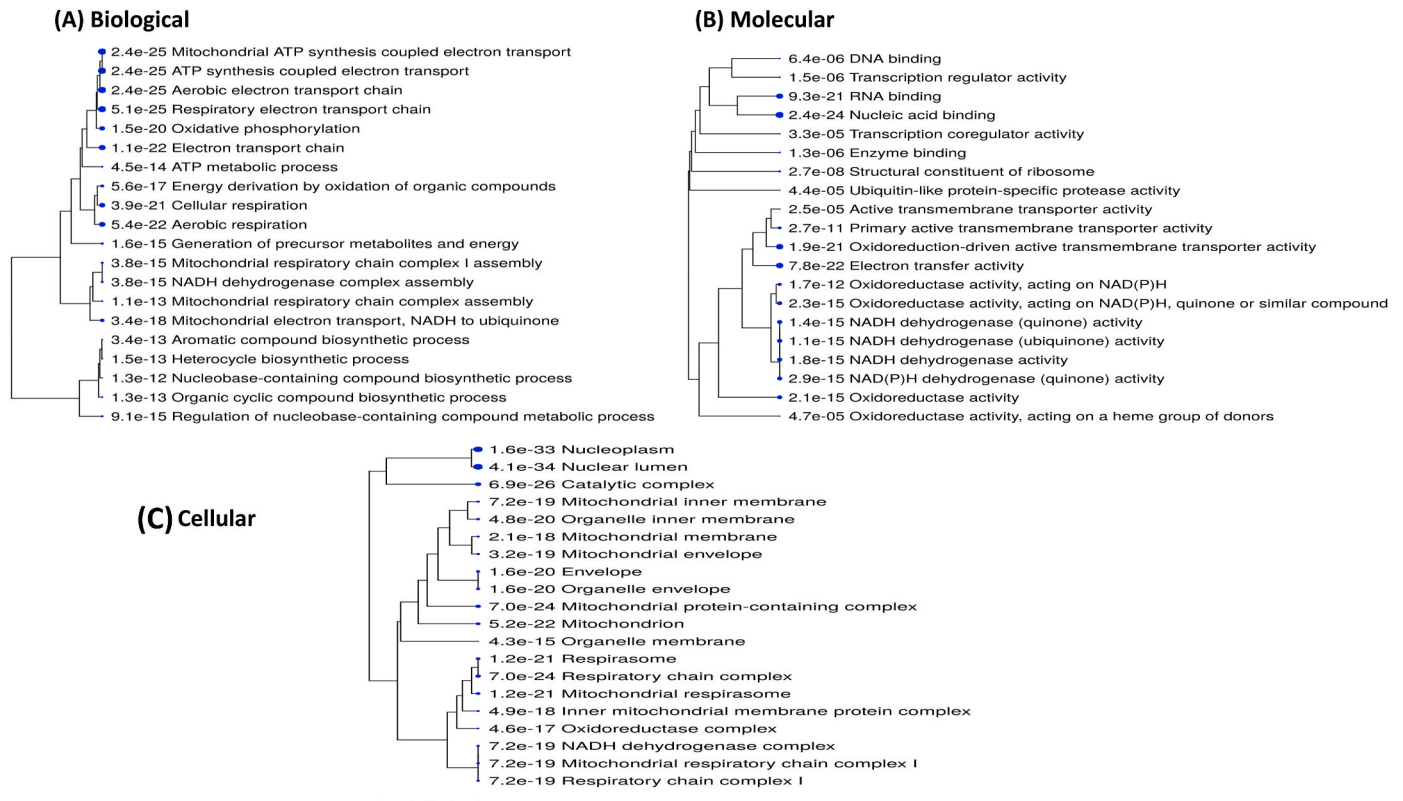 (A) Biological
2.4e-25 Mitochondrial ATP synthesis coupled electron transport
2.4e-25 ATP synthesis coupled electron transport
2.4e-25 Aerobic electron transport chain
5.1e-25 Respiratory electron transport chain
1.5e-20 Oxidative phosphorylation
1.1e-22 Electron transport chain
4.5e-14 ATP metabolic process
5.6e-17 Energy derivation by oxidation of organic compounds
3.9e-21 Cellular respiration
5.4e-22 Aerobic respiration
1.6e-15 Generation of precursor metabolites and energy
3.8e-15 Mitochondrial respiratory chain complex I assembly
3.8e-15 NADH dehydrogenase complex assembly
1.1e-13 Mitochondrial respiratory chain complex assembly
3.4e-18 Mitochondrial electron transport, NADH to ubiquinone
3.4e-13 Aromatic compound biosynthetic process
1.5e-13 Heterocycle biosynthetic process
1.3e-12 Nucleobase-containing compound biosynthetic process
1.3e-13 Organic cyclic compound biosynthetic process
9.1e-15 Regulation of nucleobase-containing compound metabolic process
(B) Molecular
6.4e-06 DNA binding
1.5e-06 Transcription regulator activity
9.3e-21 RNA binding
2.4e-24 Nucleic acid binding
3.3e-05 Transcription coregulator activity
1.3e-06 Enzyme binding
2.7e-08 Structural constituent of ribosome
4.4e-05 Ubiquitin-like protein-specific protease activity
2.5e-05 Active transmembrane transporter activity
2.7e-11 Primary active transmembrane transporter activity
1.9e-21 Oxidoreduction-driven active transmembrane transporter activity
7.8e-22 Electron transfer activity
1.7e-12 Oxidoreductase activity, acting on NAD(P)H
2.3e-15 Oxidoreductase activity, acting on NAD(P)H, quinone or similar compound
1.4e-15 NADH dehydrogenase (quinone) activity
1.1e-15 NADH dehydrogenase (ubiquinone) activity
1.8e-15 NADH dehydrogenase activity
2.9e-15 NAD(P)H dehydrogenase (quinone) activity
2.1e-15 Oxidoreductase activity
4.7e-05 Oxidoreductase activity, acting on a heme group of donors
(C) Cellular
1.6e-33 Nucleoplasm
4.1e-34 Nuclear lumen
6.9e-26 Catalytic complex
7.2e-19 Mitochondrial inner membrane
4.8e-20 Organelle inner membrane
2.1e-18 Mitochondrial membrane
3.2e-19 Mitochondrial envelope
1.6e-20 Envelope
1.6e-20 Organelle envelope
7.0e-24 Mitochondrial protein-containing complex
5.2e-22 Mitochondrion
4.3e-15 Organelle membrane
1.2e-21 Respirasome
7.0e-24 Respiratory chain complex
1.2e-21 Mitochondrial respirasome
4.9e-18 Inner mitochondrial membrane protein complex
4.6e-17 Oxidoreductase complex
7.2e-19 NADH dehydrogenase complex
7.2e-19 Mitochondrial respiratory chain complex I
7.2e-19 Respiratory chain complex I